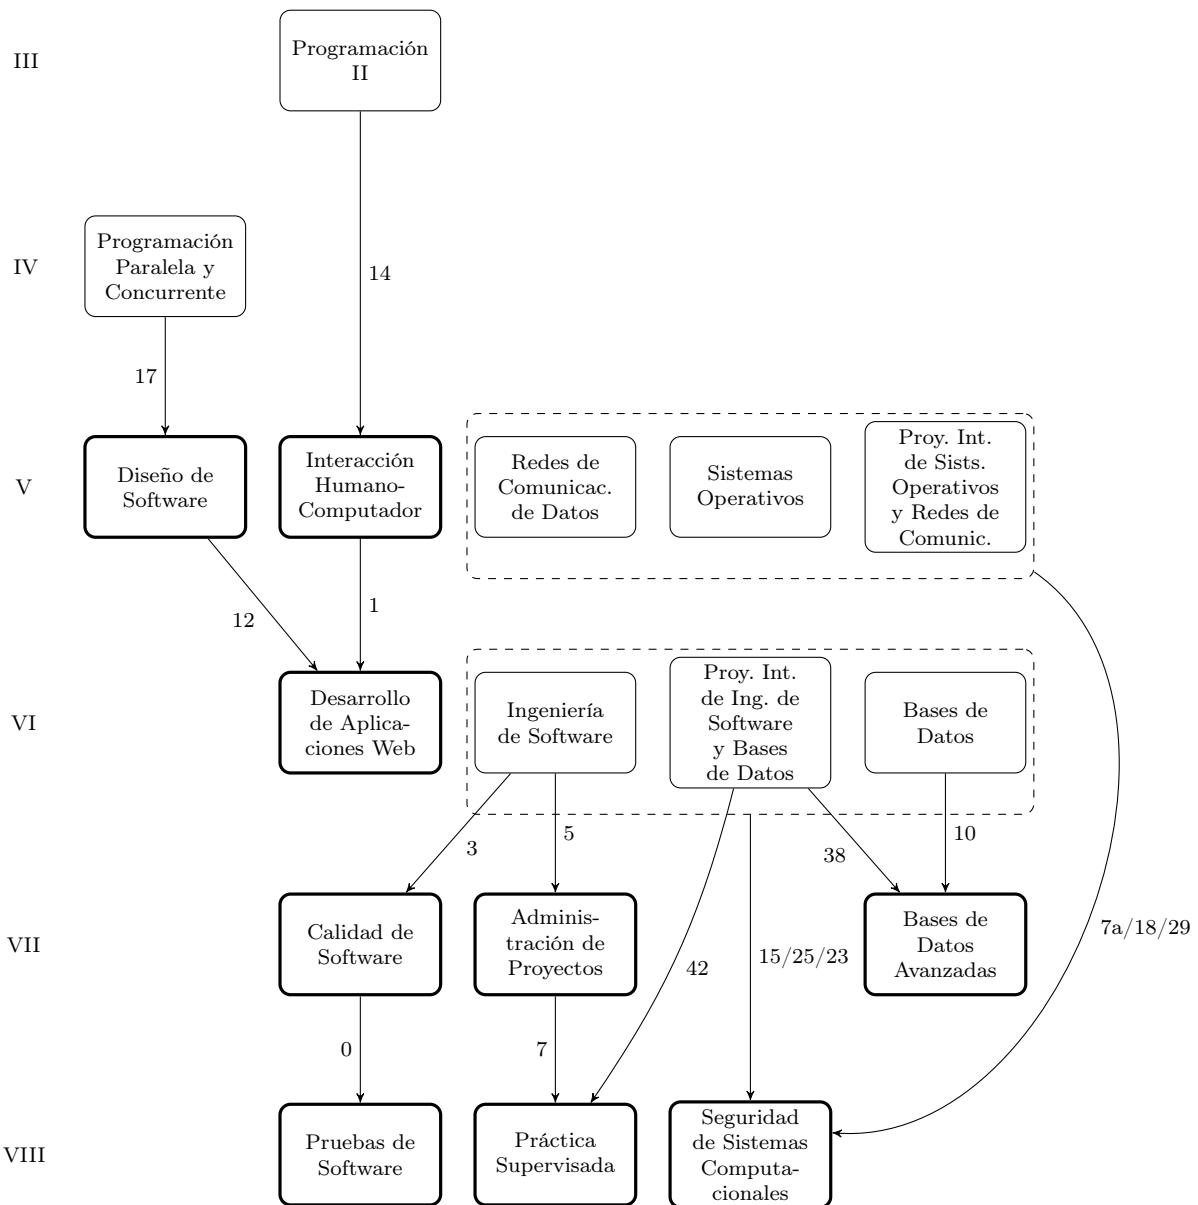 III
Programación
II
IV
Programación
Paralela y
Concurrente
14
17
V
Diseño de
Software
Interacción
Humano-
Computador
Redes de
Comunicac.
de Datos
Sistemas
Operativos
Proy. Int.
de Sists.
Operativos
y Redes de
Comunic.
12
1
VI
Desarrollo
de Aplica-
ciones Web
Ingeniería
de Software
Proy. Int.
de Ing. de
Software
y Bases
de Datos
Bases de
Datos
3
5
38
10
VII
Calidad de
Software
Adminis-
tración de
Proyectos
42
15/25/23
Bases de
Datos
Avanzadas
7a/18/29
0
7
VIII
Pruebas de
Software
Práctica
Supervisada
Seguridad
de Sistemas
Computa-
cionales